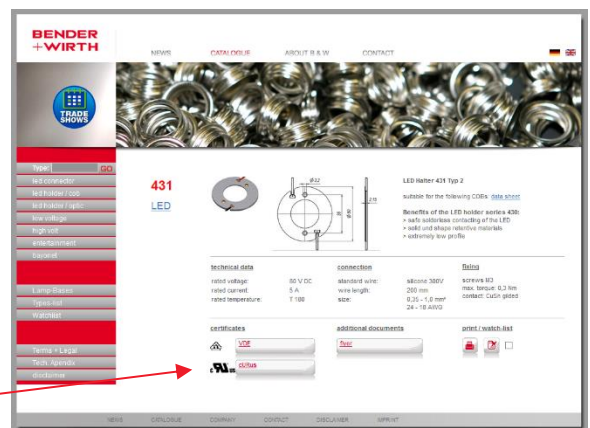 BENDER
+WIRTH
NEWS CATALOGUE ABOUT B & W CONTACT
TRADE
SHOWS
Type: GO
led connector
led holder / cob
led holder / optic
low voltage
high volt
entertainment
bayonet
Lamp-Bases
Typus-list
Watchlist
Terms + Legal
Tech. Apendix
disclaimer
431
LED
LED Halter 431 Typ 2
suitable for the folowing COBs: data sheet
Benefits of the LED holder series 430:
» safe solderless contacting of the LED
» solid und shape retentive materials
» extremely low profile
technical data
rated voltage: 60 V DC
rated current: 5 A
rated temperature: T 100
connection
standard wire: silicone 300V
wire length: 200 mm
size: 0,35 - 1,0 mm²
24 - 18 AWG
fixing
screws M3
max. torque: 0,3 Nm
contact: CuSn gilded
certificates
VDE
cURus
additional documents
flyer
print / watch-list
NEWS CATALOGUE COMPANY CONTACT DISCLAIMER IMPRINT